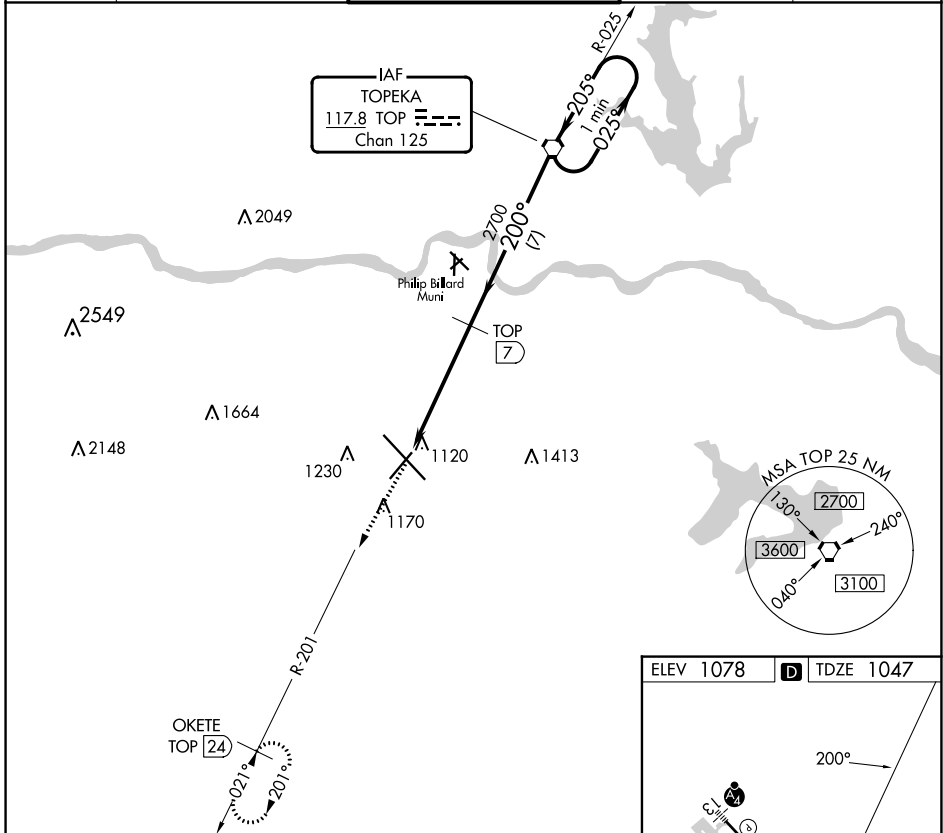 R-025
IAF
TOPEKA
117.8 TOP
Chan 125
205°
1 min
025°
2049
2700
200°
(7)
Philip Billard
Muni
2549
TOP
7
1664
2148
1230
1120
1413
1170
MSA TOP 25 NM
130°
2700
240°
3600
040°
3100
R-201
OKETE
TOP 24
021°
201°
ELEV 1078 D TDZE 1047
200°
A4
13
P